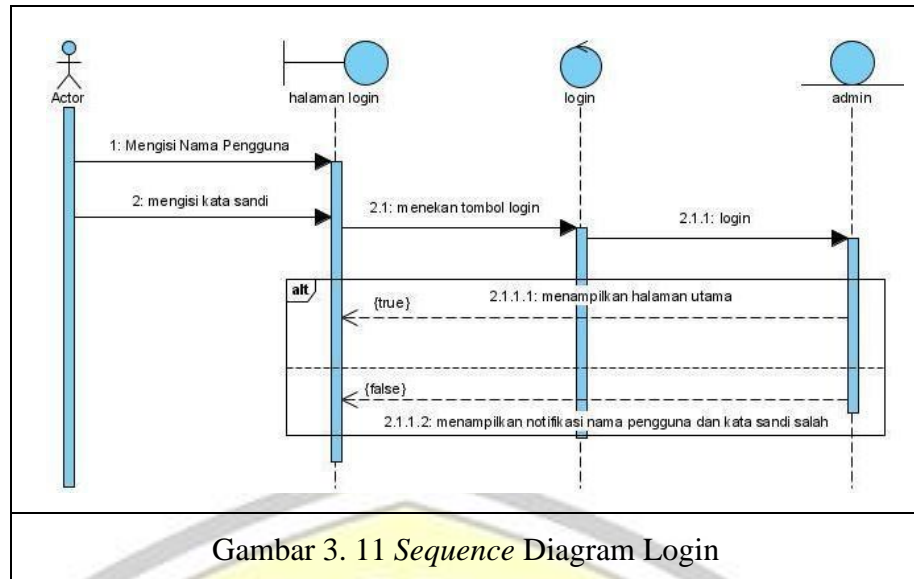 Actor
halaman login
login
admin
1: Mengisi Nama Pengguna
2: mengisi kata sandi
2.1: menekan tombol login
2.1.1: login
alt
2.1.1.1: menampilkan halaman utama
{true}
{false}
2.1.1.2: menampilkan notifikasi nama pengguna dan kata sandi salah
Gambar 3. 11 Sequence Diagram Login